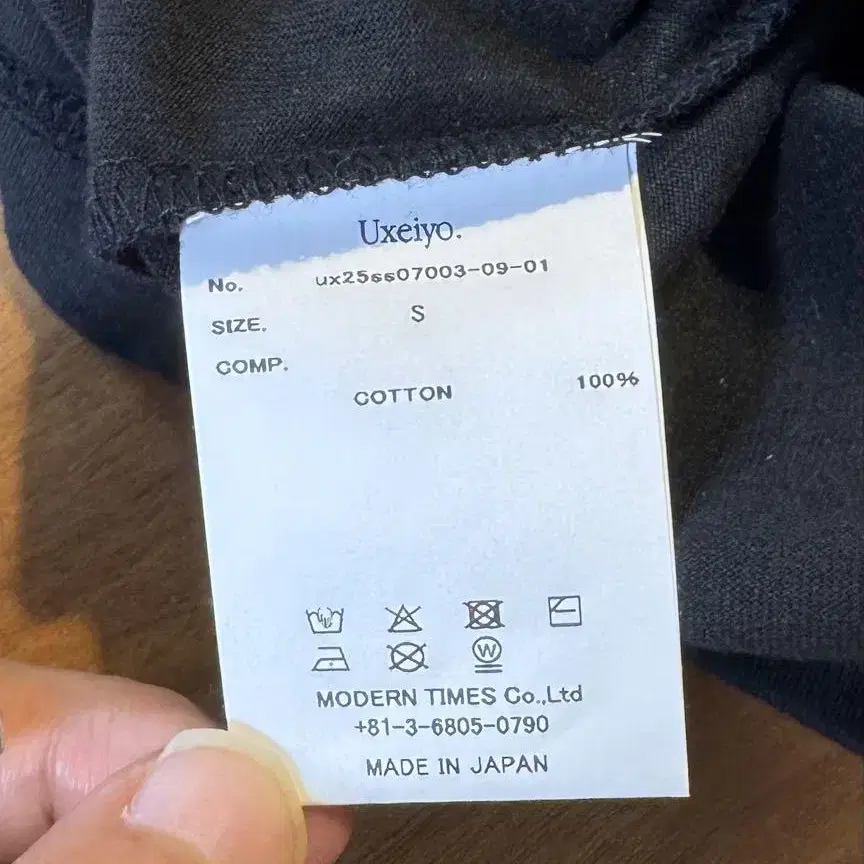 Uxeiyo.
No. ux25ss07003-09-01
SIZE. S
COMP.
COTTON 100%
W
MODERN TIMES Co.,Ltd
+81-3-6805-0790
MADE IN JAPAN